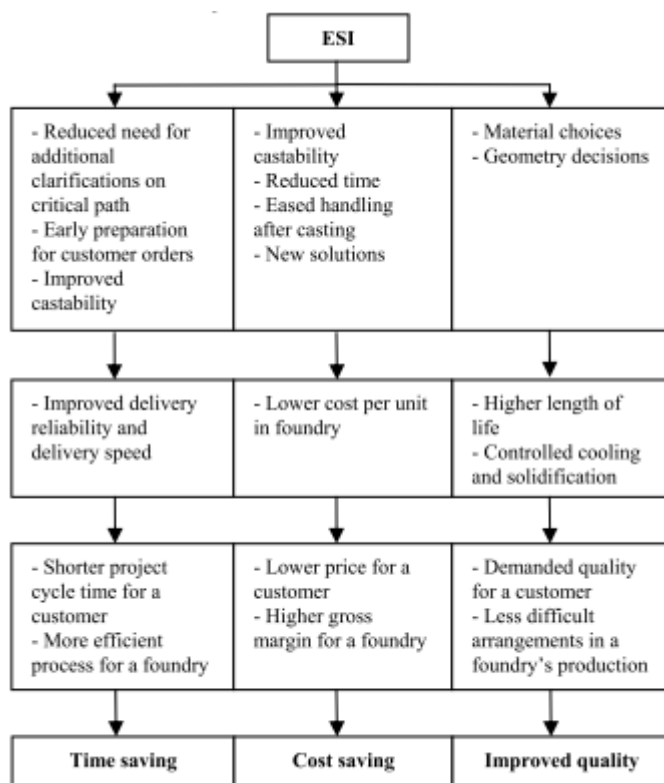 ESI
- Reduced need for
additional
clarifications on
critical path
- Early preparation
for customer orders
- Improved
castability
- Improved
castability
- Reduced time
- Eased handling
after casting
- New solutions
- Material choices
- Geometry decisions
- Improved delivery
reliability and
delivery speed
- Lower cost per unit
in foundry
- Higher length of
life
- Controlled cooling
and solidification
- Shorter project
cycle time for a
customer
- More efficient
process for a foundry
- Lower price for a
customer
- Higher gross
margin for a foundry
- Demanded quality
for a customer
- Less difficult
arrangements in a
foundry's production
Time saving
Cost saving
Improved quality